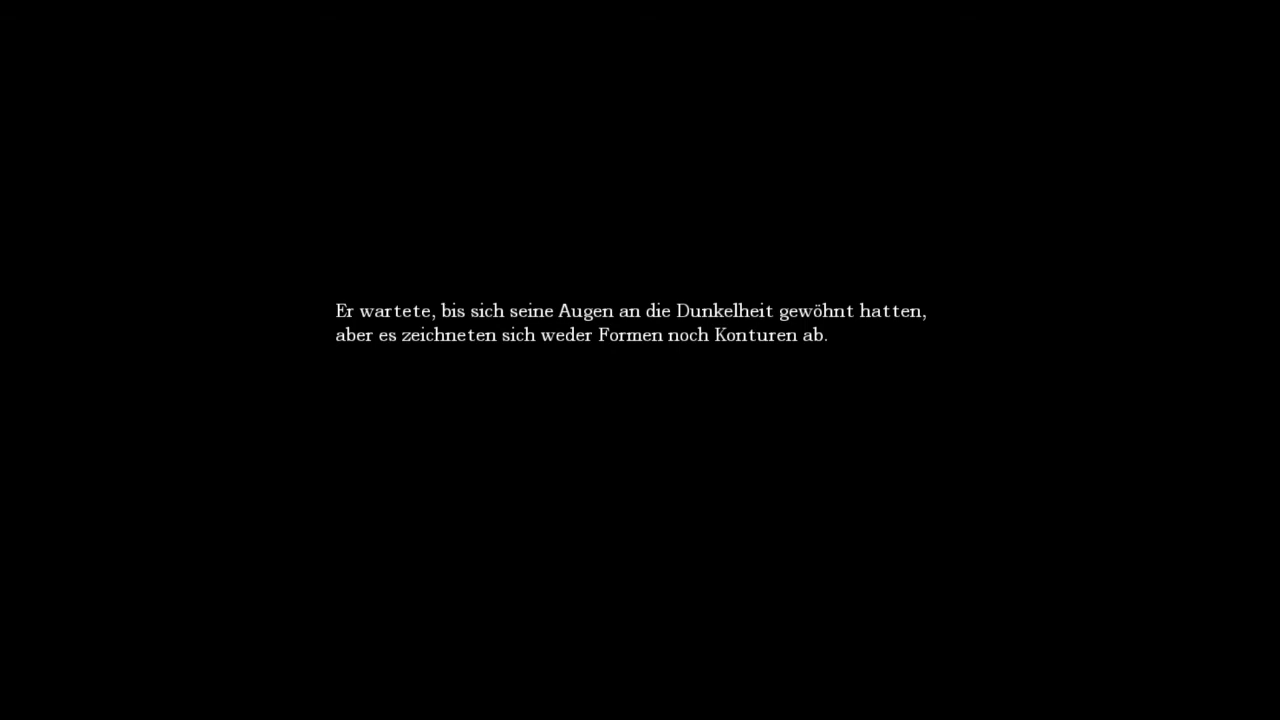 Er wartete, bis sich seine Augen an die Dunkelheit gewöhnt hatten,
aber es zeichneten sich weder Formen noch Konturen ab.